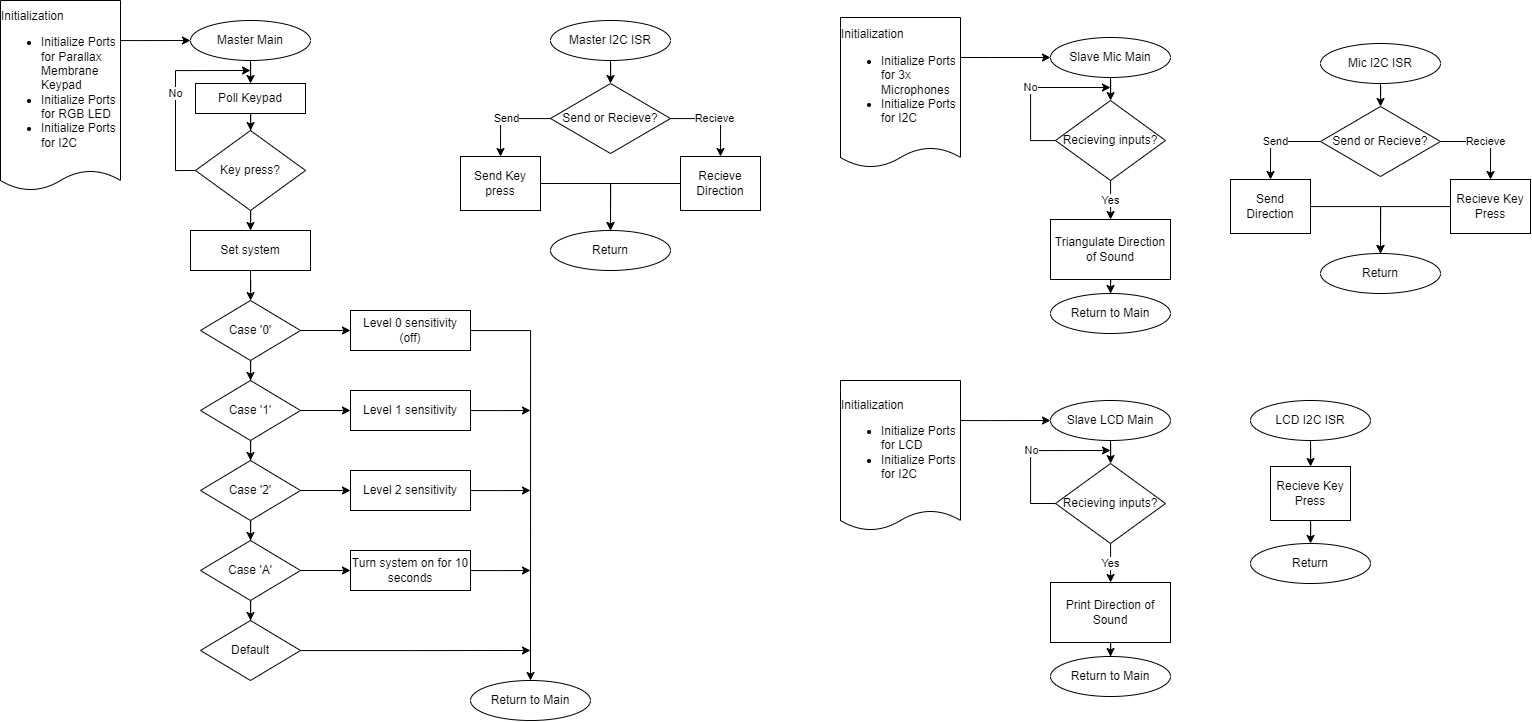 Initialization
Initialize Ports
for Parallax
Membrane
Keypad
Initialize Ports
for RGB LED
Initialize Ports
for I2C
Master Main
Poll Keypad
No
Key press?
Set system
Case '0'
Level 0 sensitivity
(off)
Case '1'
Level 1 sensitivity
Case '2'
Level 2 sensitivity
Case 'A'
Turn system on for 10
seconds
Default
Return to Main
Master I2C ISR
Send or Recieve?
Send
Recieve
Send Key
press
Recieve
Direction
Return
Initialization
Initialize Ports
for 3x
Microphones
Initialize Ports
for I2C
Slave Mic Main
No
Recieving inputs?
Yes
Triangulate Direction
of Sound
Return to Main
Mic I2C ISR
Send or Recieve?
Send
Recieve
Send
Direction
Recieve Key
Press
Return
Initialization
Initialize Ports
for LCD
Initialize Ports
for I2C
Slave LCD Main
No
Recieving inputs?
Yes
Print Direction of
Sound
Return to Main
LCD I2C ISR
Recieve Key
Press
Return